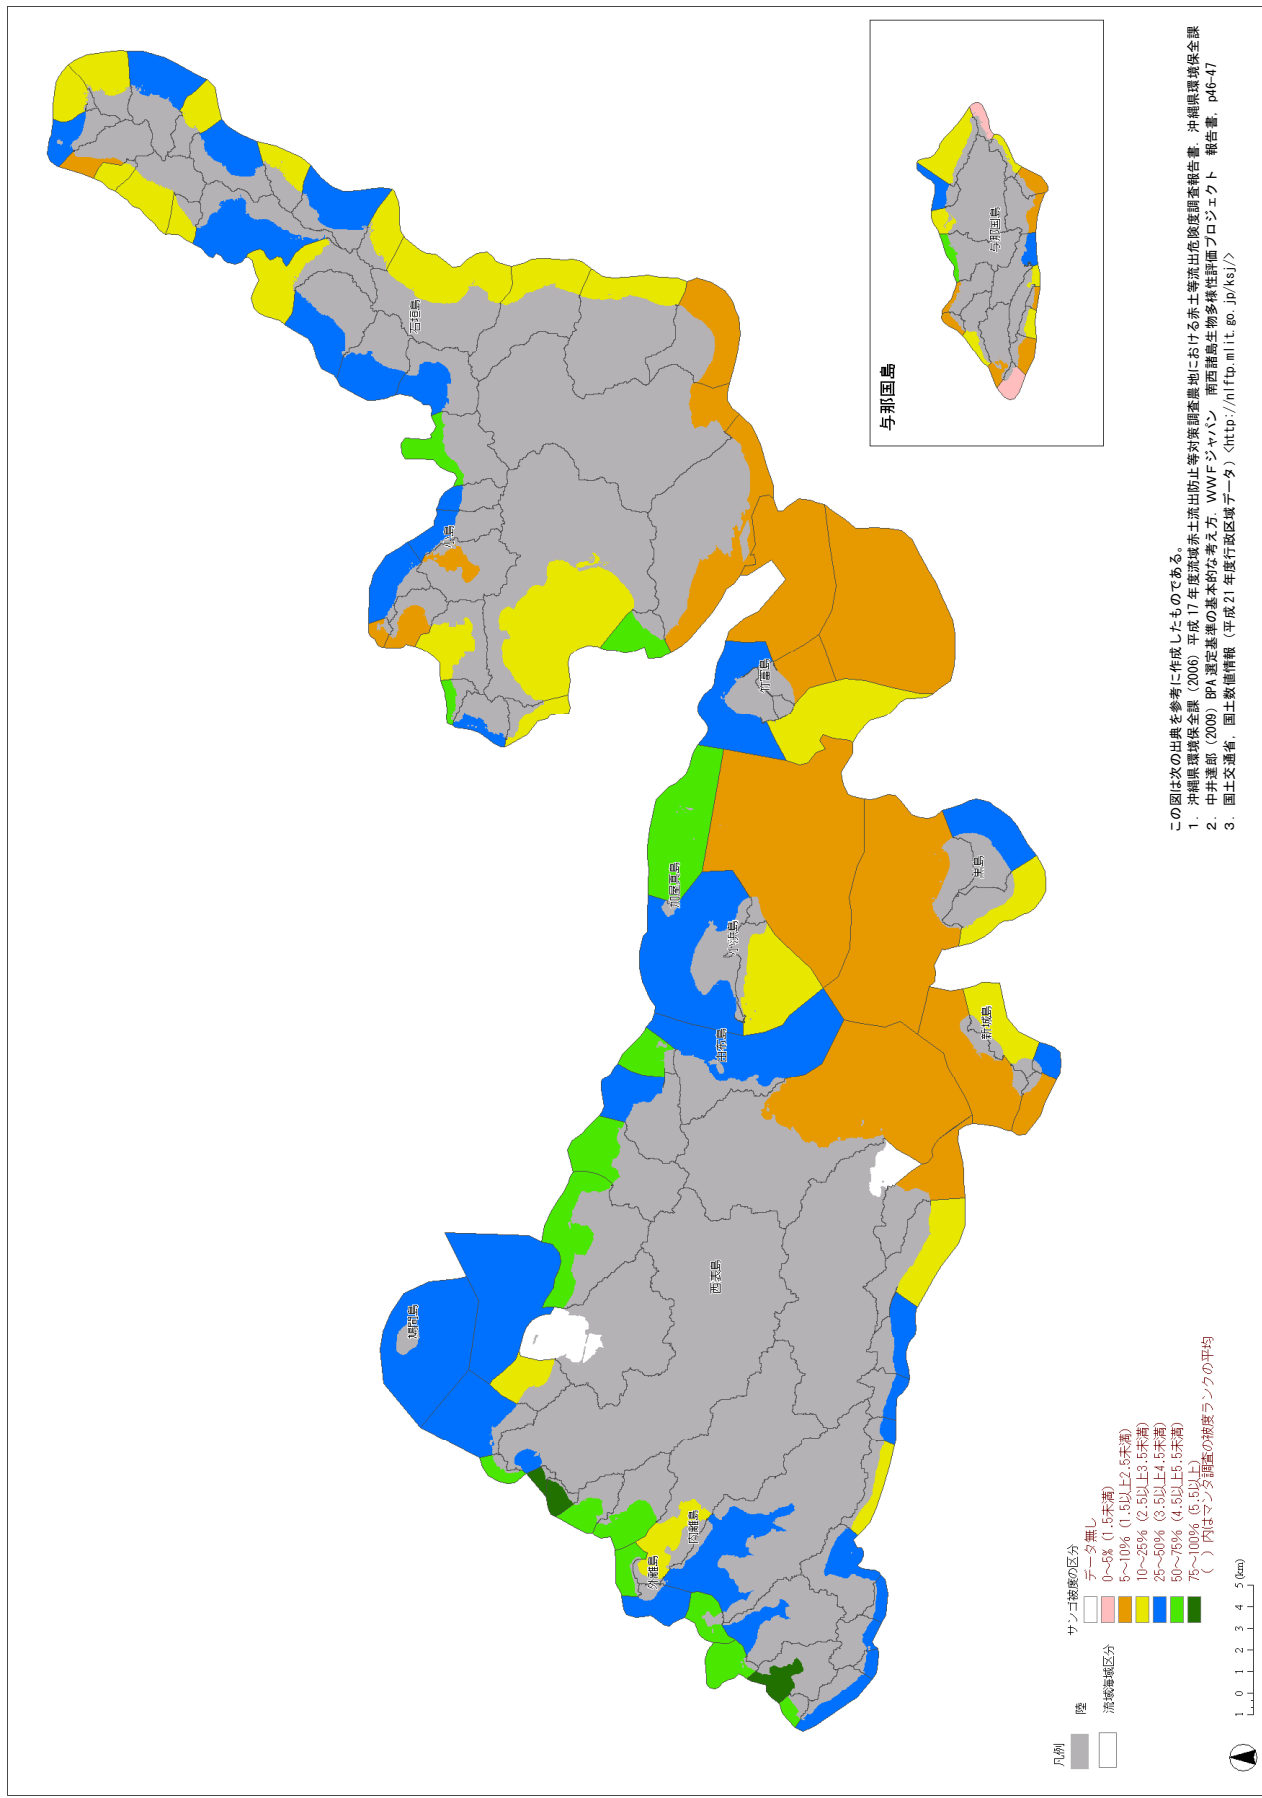 与那国島
与那国島
石垣島
小島
竹富島
加屋真島
小浜島
黒島
由布島
新城島
鳩間島
西表島
内離島
外離島
この図は次の出典を参考に作成したものである。
1. 沖縄県環境保全課（2006）平成 17 年度流域赤土流出防止等対策調査農地における赤土等流出危険度調査報告書. 沖縄県環境保全課
2. 中井達郎（2009）BPA 選定基準の基本的な考え方. ＷＷＦジャパン 南西諸島生物多様性評価プロジェクト 報告書. p46-47
3. 国土交通省. 国土数値情報（平成 21 年度行政区域データ）<http://nlftp.mlit.go.jp/ksj/>
凡例
陸
流域海域区分
サンゴ被度の区分
データ無し
0～5% (1.5未満)
5～10% (1.5以上2.5未満)
10～25% (2.5以上3.5未満)
25～50% (3.5以上4.5未満)
50～75% (4.5以上5.5未満)
75～100% (5.5以上)
( ) 内はマンタ調査の被度ランクの平均
1 0 1 2 3 4 5 (km)